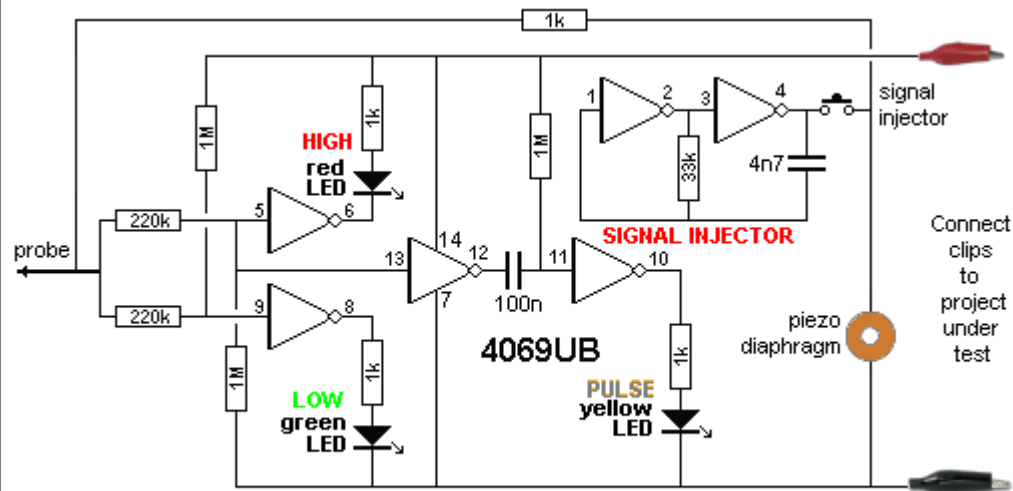 1k
1M
HIGH
red
LED
1k
1M
1
2
3
4
33k
4n7
signal
injector
SIGNAL INJECTOR
probe
220k
220k
5
6
13
14
12
7
100n
11
10
9
8
1M
LOW
green
LED
1k
4069UB
PULSE
yellow
LED
1k
piezo
diaphragm
Connect
clips
to
project
under
test